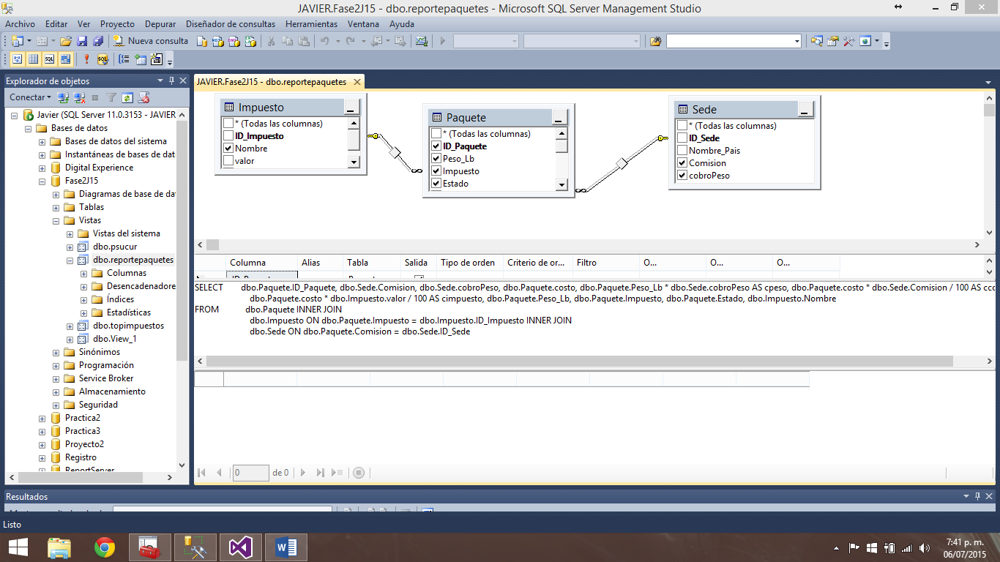 JAVIER.Fase2J15 - dbo.reportepaquetes - Microsoft SQL Server Management Studio
Archivo Editar Ver Proyecto Depurar Diseñador de consultas Herramientas Ventana Ayuda
Nueva consulta
Explorador de objetos
Conectar
Javier (SQL Server 11.0.3153 - JAVIER
Bases de datos
Bases de datos del sistema
Instantáneas de bases de dat
Digital Experience
Fase2J15
Diagramas de base de da
Tablas
Vistas
Vistas del sistema
dbo.psucur
dbo.reportepaquetes
Columnas
Desencadenadore
Índices
Estadísticas
dbo.topimpuestos
dbo.View_1
Sinónimos
Programación
Service Broker
Almacenamiento
Seguridad
Practica2
Practica3
Proyecto2
Registro
ReportServer
JAVIER.Fase2J15 - dbo.reportepaquetes
Impuesto
* (Todas las columnas)
ID_Impuesto
Nombre
valor
Paquete
* (Todas las columnas)
ID_Paquete
Peso_Lb
Impuesto
Estado
Sede
* (Todas las columnas)
ID_Sede
Nombre_Pais
Comision
cobroPeso
Columna Alias Tabla Salida Tipo de orden Criterio de or... Filtro O... O... O...
SELECT dbo.Paquete.ID_Paquete, dbo.Sede.Comision, dbo.Sede.cobroPeso, dbo.Paquete.costo, dbo.Paquete.Peso_Lb * dbo.Sede.cobroPeso AS cpeso, dbo.Paquete.costo * dbo.Sede.Comision / 100 AS ccc
dbo.Paquete.costo * dbo.Impuesto.valor / 100 AS cimpuesto, dbo.Paquete.Peso_Lb, dbo.Paquete.Impuesto, dbo.Paquete.Estado, dbo.Impuesto.Nombre
FROM dbo.Paquete INNER JOIN
dbo.Impuesto ON dbo.Paquete.Impuesto = dbo.Impuesto.ID_Impuesto INNER JOIN
dbo.Sede ON dbo.Paquete.Comision = dbo.Sede.ID_Sede
0 de 0
Resultados
Listo
7:41 p. m.
06/07/2015